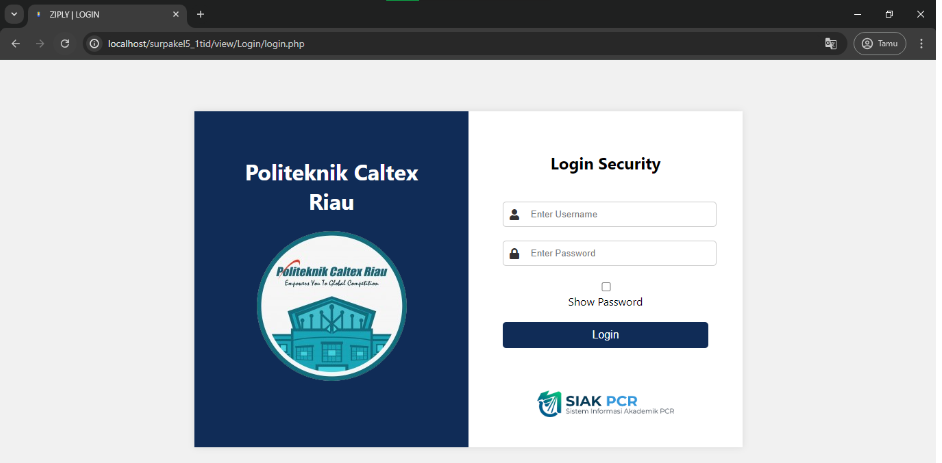 ZIPLY | LOGIN
localhost/surpakel5_1tid/view/Login/login.php
Tamu
Politeknik Caltex
Riau
Politeknik Caltex Riau
Empowers You To Global Competition
Login Security
Enter Username
Enter Password
Show Password
Login
SIAK PCR
Sistem Informasi Akademik PCR